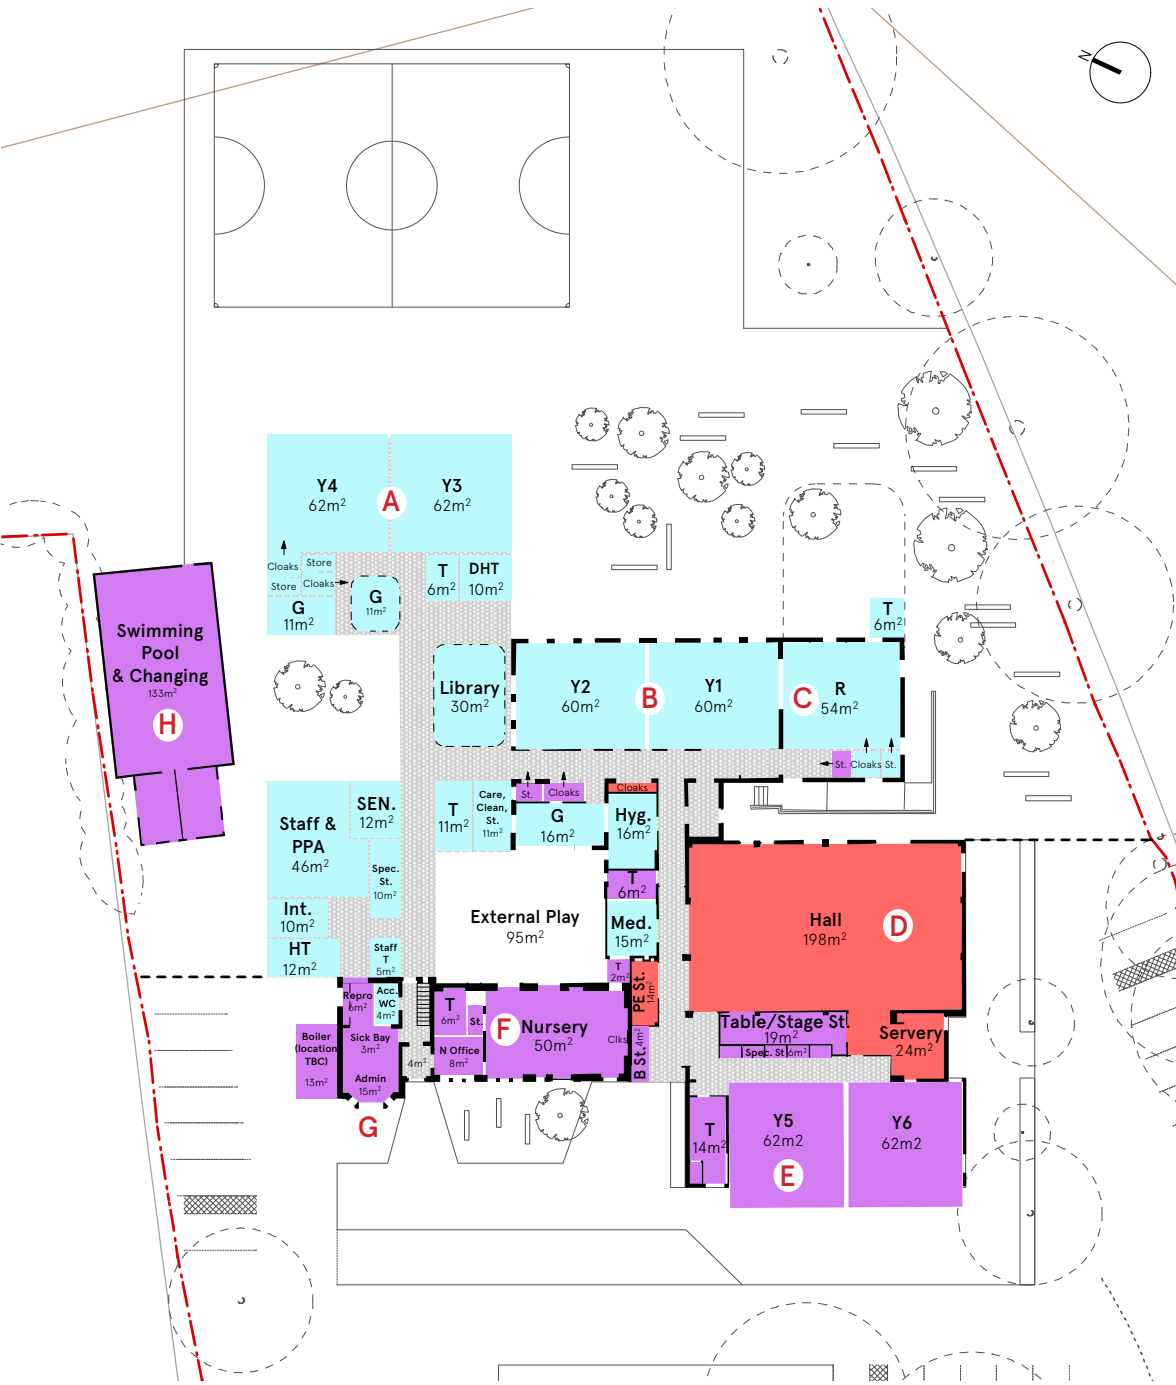 N
Y4
62m²
A
Y3
62m²
Cloaks
Store
Store
Cloaks
G
11m²
G
11m²
T
6m²
DHT
10m²
Swimming
Pool
& Changing
133m²
H
Library
30m²
Y2
60m²
B
Y1
60m²
C
R
54m²
T
6m²
St.
Cloaks
St.
Staff &
PPA
46m²
SEN.
12m²
Spec.
St.
10m²
Int.
10m²
HT
12m²
Staff
T
5m²
T
11m²
Care,
Clean,
St.
11m²
St.
Cloaks
G
16m²
Cloaks
Hyg.
16m²
T
6m²
Med.
15m²
T
2m²
External Play
95m²
Hall
198m²
D
PE St.
14m²
B St.
4m²
Repro
6m²
Acc.
WC
4m²
Boiler
(location
TBC)
13m²
Sick Bay
3m²
Admin
15m²
G
4m²
T
6m²
St.
N Office
8m²
F
Nursery
50m²
Clks
Table/Stage St.
19m²
Spec. St
6m²
Servery
24m²
T
14m²
Y5
62m2
E
Y6
62m2